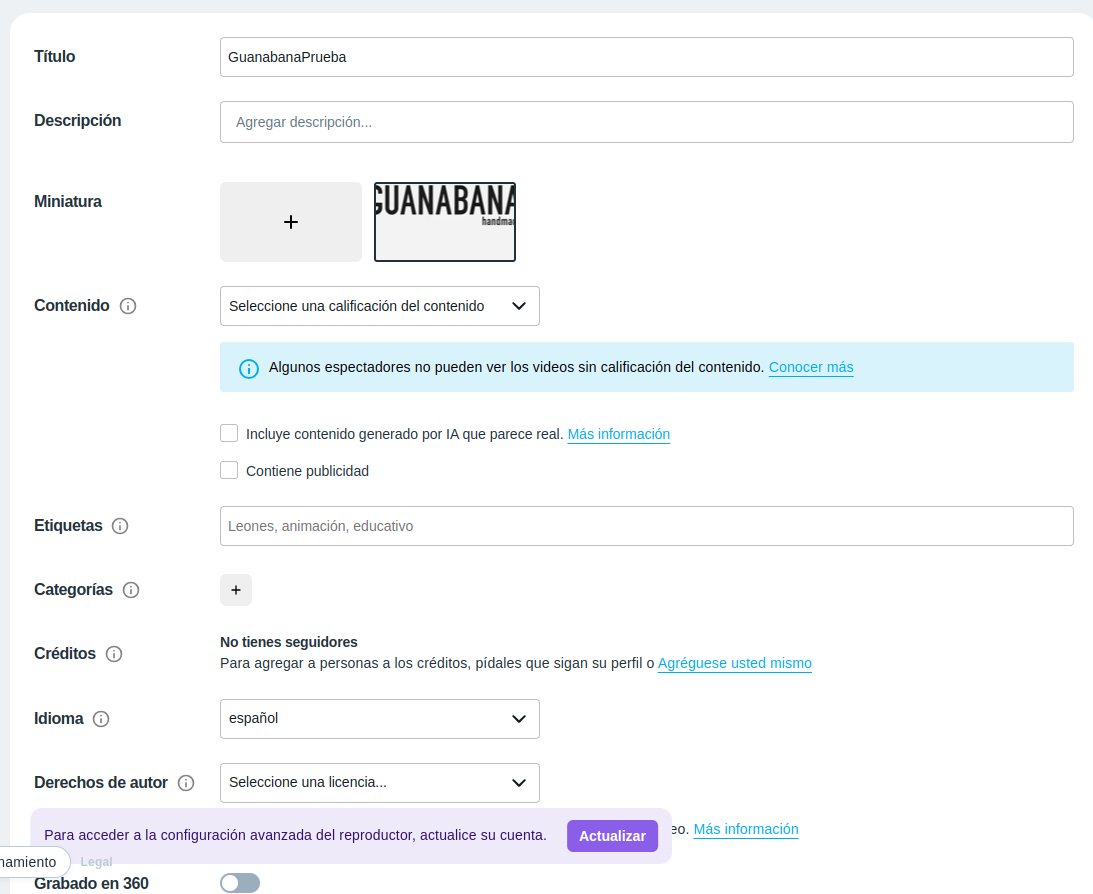 Título
GuanabanaPrueba
Descripción
Agregar descripción...
Miniatura
+
GUANABANA
Contenido
Seleccione una calificación del contenido
Algunos espectadores no pueden ver los videos sin calificación del contenido. Conocer más
Incluye contenido generado por IA que parece real. Más información
Contiene publicidad
Etiquetas
Leones, animación, educativo
Categorías
+
Créditos
No tienes seguidores
Para agregar a personas a los créditos, pídales que sigan su perfil o Agréguese usted mismo
Idioma
español
Derechos de autor
Seleccione una licencia...
Para acceder a la configuración avanzada del reproductor, actualice su cuenta. Actualizar
eo. Más información
namiento
Legal
Grabado en 360